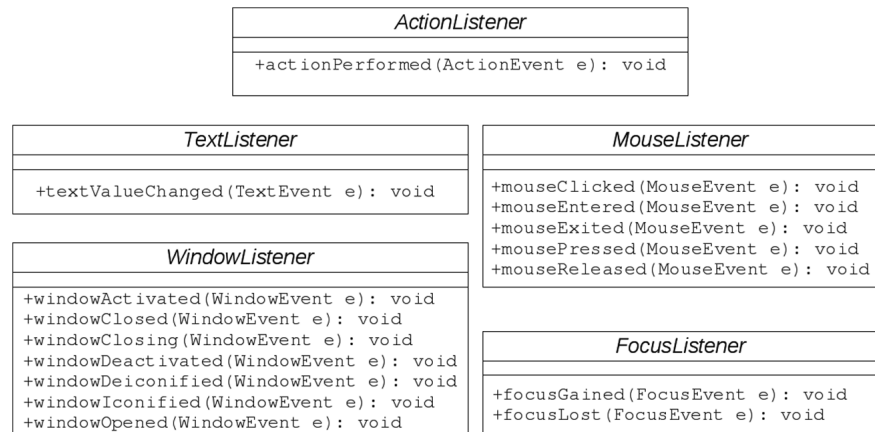 ActionListener
+actionPerformed(ActionEvent e): void
TextListener
+textValueChanged(TextEvent e): void
MouseListener
+mouseClicked(MouseEvent e): void
+mouseEntered(MouseEvent e): void
+mouseExited(MouseEvent e): void
+mousePressed(MouseEvent e): void
+mouseReleased(MouseEvent e): void
WindowListener
+windowActivated(WindowEvent e): void
+windowClosed(WindowEvent e): void
+windowClosing(WindowEvent e): void
+windowDeactivated(WindowEvent e): void
+windowDeiconified(WindowEvent e): void
+windowIconified(WindowEvent e): void
+windowOpened(WindowEvent e): void
FocusListener
+focusGained(FocusEvent e): void
+focusLost(FocusEvent e): void